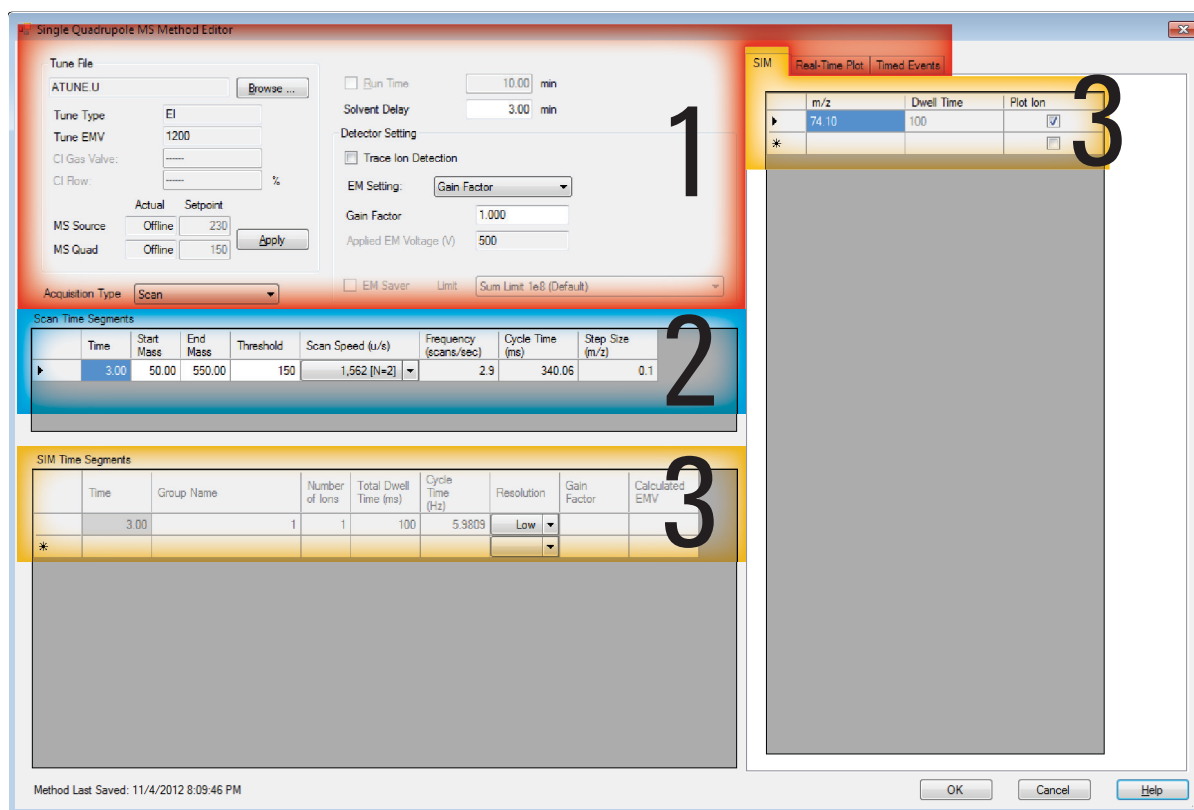 Single Quadrupole MS Method Editor
Tune File
ATUNE.U Browse ...
Tune Type EI
Tune EMV 1200
CI Gas Valve: -----
CI Flow: ----- %
Actual Setpoint
MS Source Offline 230
MS Quad Offline 150
Apply
Acquisition Type Scan
Run Time 10.00 min
Solvent Delay 3.00 min
Detector Setting
Trace Ion Detection
EM Setting: Gain Factor
Gain Factor 1.000
Applied EM Voltage (V) 500
EM Saver Limit Sum Limit 1e8 (Default)
1
Scan Time Segments
Time Start Mass End Mass Threshold Scan Speed (u/s) Frequency (scans/sec) Cycle Time (ms) Step Size (m/z)
3.00 50.00 550.00 150 1,562 [N=2] 2.9 340.06 0.1
2
SIM Time Segments
Time Group Name Number of Ions Total Dwell Time (ms) Cycle Time (Hz) Resolution Gain Factor Calculated EMV
3.00 1 1 100 5.9809 Low
*
3
SIM Real-Time Plot Timed Events
m/z Dwell Time Plot Ion
74.10 100
*
3
Method Last Saved: 11/4/2012 8:09:46 PM
OK Cancel Help